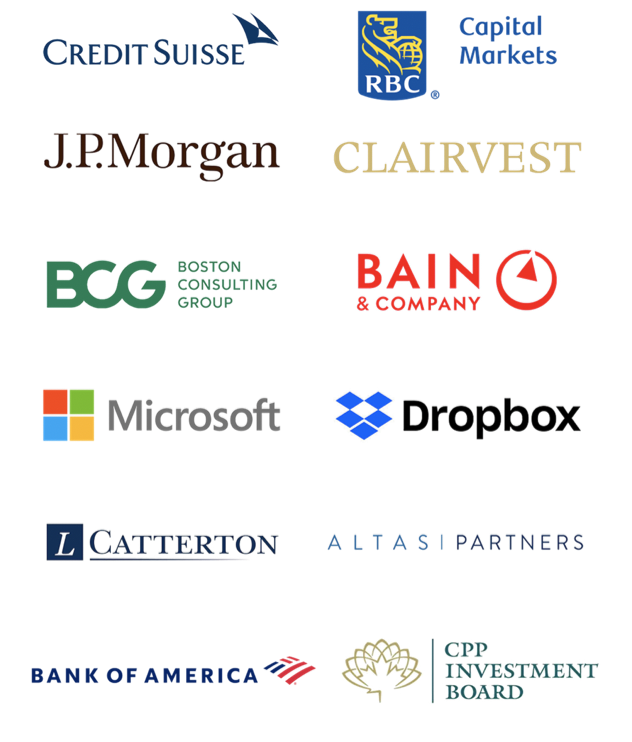 CREDIT SUISSE
RBC ®
Capital
Markets
J.P.Morgan
CLAIRVEST
BCG
BOSTON
CONSULTING
GROUP
BAIN
& COMPANY
Microsoft
Dropbox
L CATTERTON
ALTAS | PARTNERS
BANK OF AMERICA
CPP
INVESTMENT
BOARD